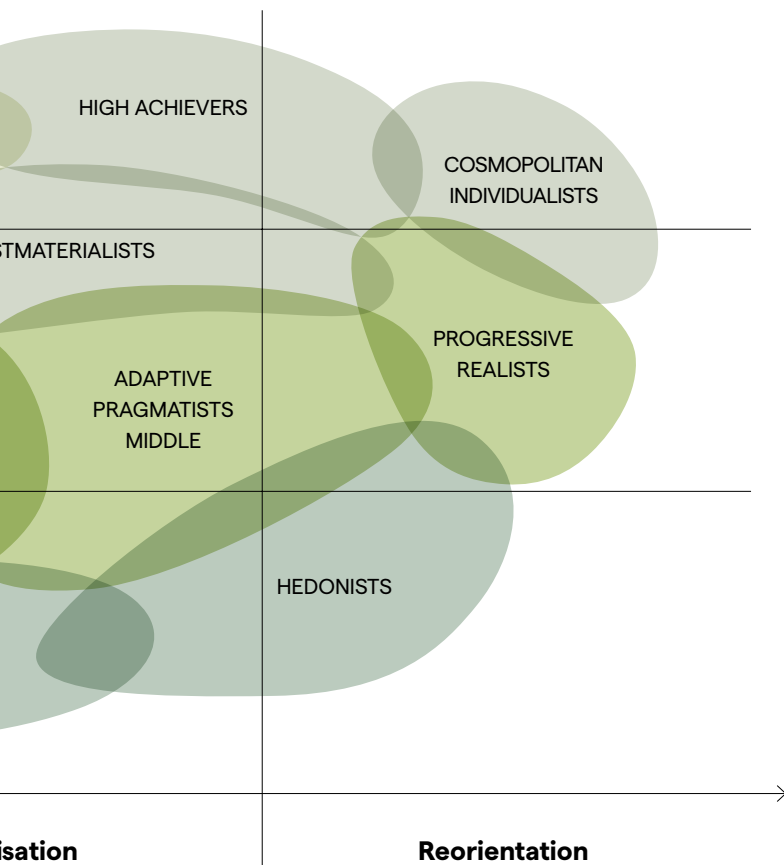 HIGH ACHIEVERS
COSMOPOLITAN
INDIVIDUALISTS
STMATERIALISTS
PROGRESSIVE
REALISTS
ADAPTIVE
PRAGMATISTS
MIDDLE
HEDONISTS
isation
Reorientation